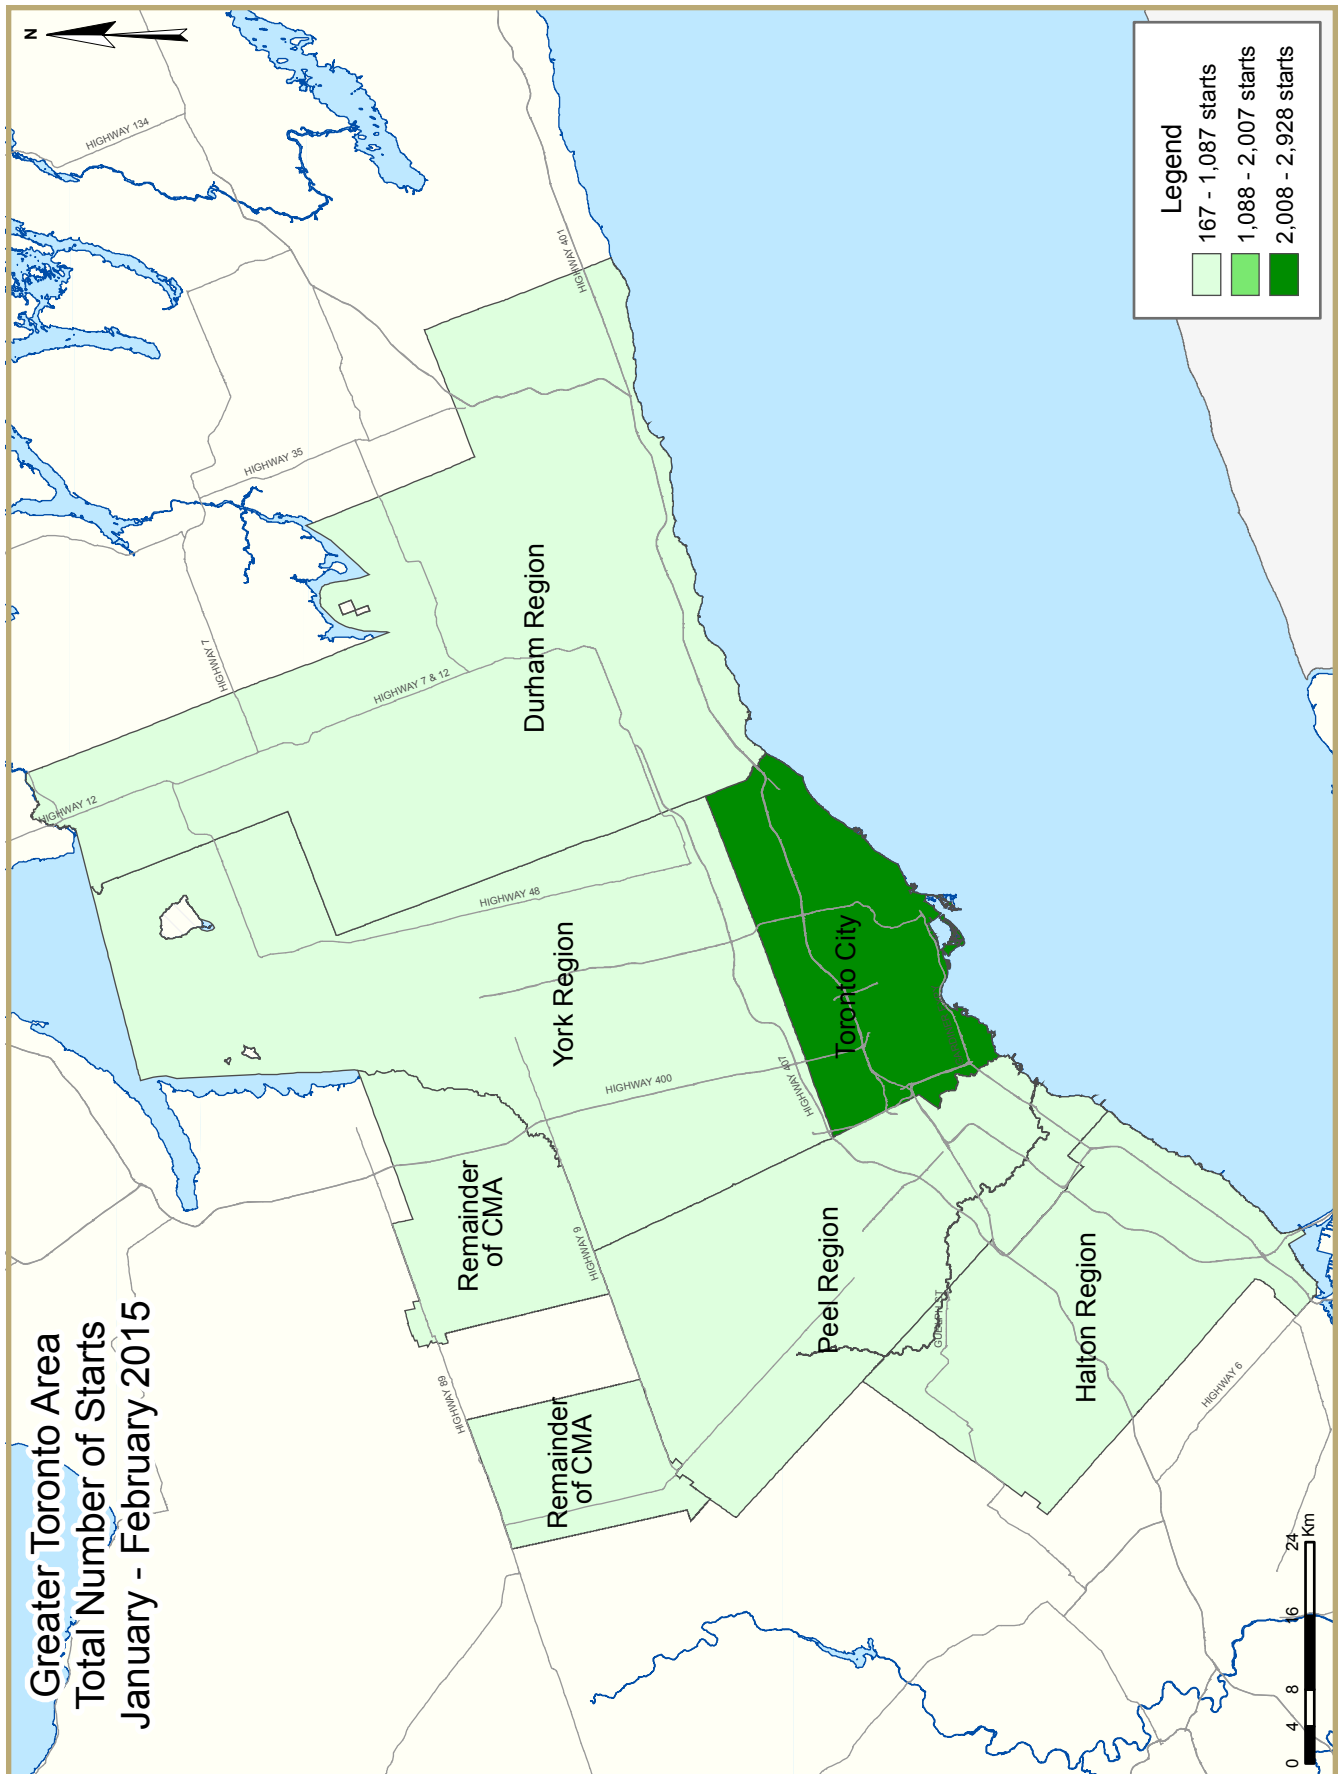 Greater Toronto Area
Total Number of Starts
January - February 2015
N
HIGHWAY 134
HIGHWAY 401
HIGHWAY 35
HIGHWAY 7
HIGHWAY 7 & 12
HIGHWAY 12
Durham Region
HIGHWAY 48
York Region
HIGHWAY 400
HIGHWAY 407
Toronto City
Remainder
of CMA
HIGHWAY 9
HIGHWAY 89
Remainder
of CMA
Peel Region
GUELPH ST
Halton Region
HIGHWAY 6
Legend
167 - 1,087 starts
1,088 - 2,007 starts
2,008 - 2,928 starts
0 4 8 16 24
Km